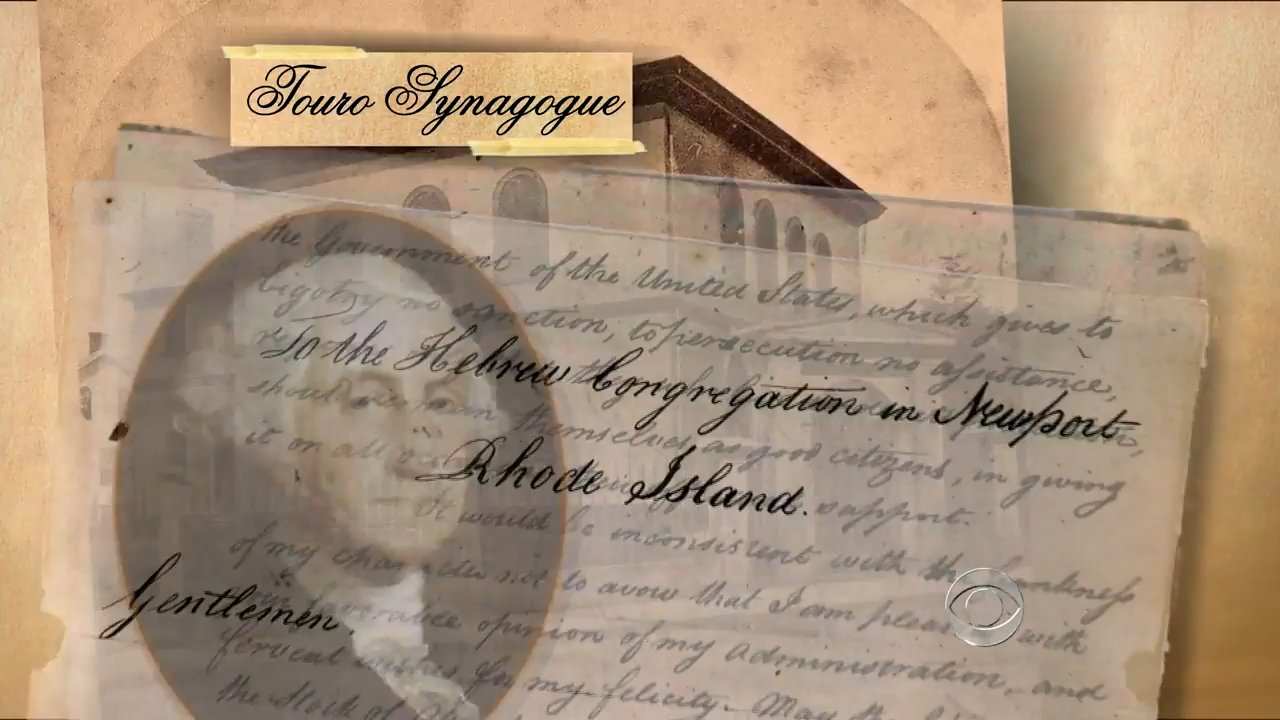 Touro Synagogue
the Government of the United States, which gives to
bigotry no sanction, to persecution no assistance,
To the Hebrew Congregation in Newport,
should themselves as good citizens, in giving
it on all support.
Rhode Island.
It would be inconsistent with the frankness
of my character not to avow that I am pleas with
Gentlemen.
opinion of my administration, and
fervent wishes for my felicity. May the
the Stock of